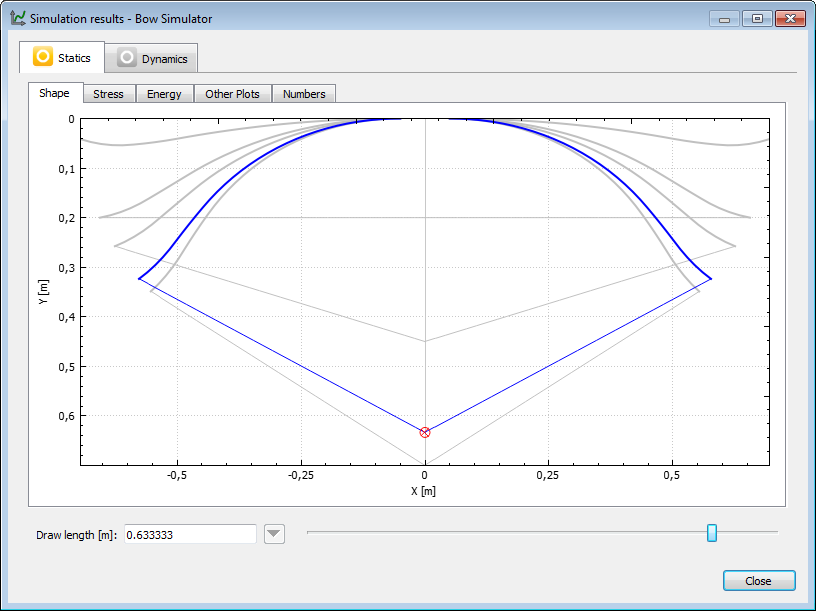 Simulation results - Bow Simulator
Statics Dynamics
Shape Stress Energy Other Plots Numbers
0
0,1
0,2
0,3
0,4
0,5
0,6
Y [m]
-0,5 -0,25 0 0,25 0,5
X [m]
Draw length [m]: 0.633333
Close